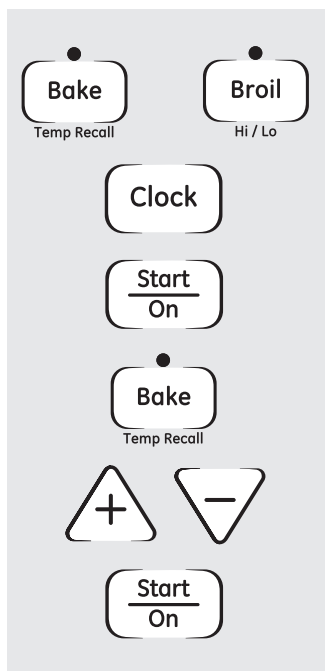 Bake
Temp Recall
Broil
Hi / Lo
Clock
Start
On
Bake
Temp Recall
+
−
Start
On